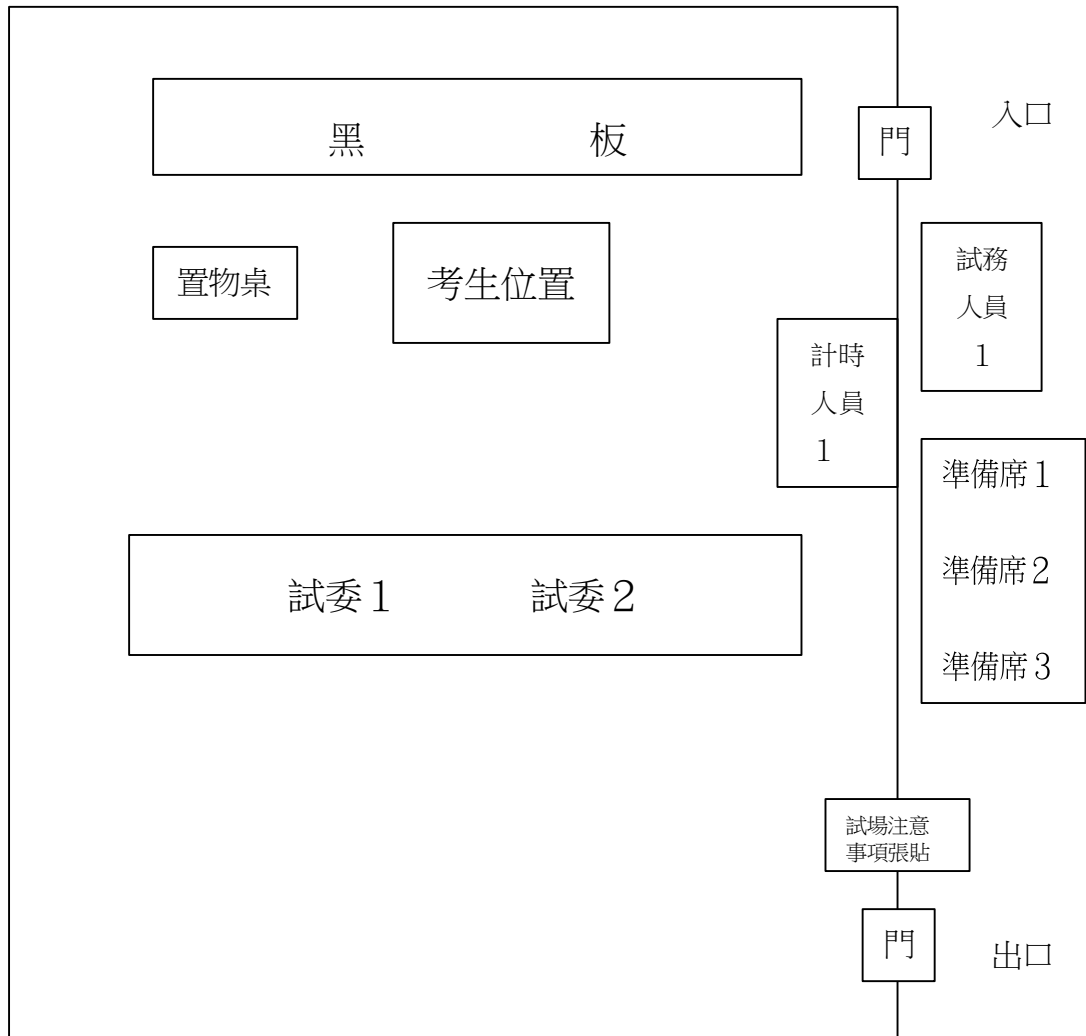 入口
黑 板
門
試務
人員
1
置物桌
考生位置
計時
人員
1
準備席1
準備席2
準備席3
試委1 試委2
試場注意
事項張貼
門
出口